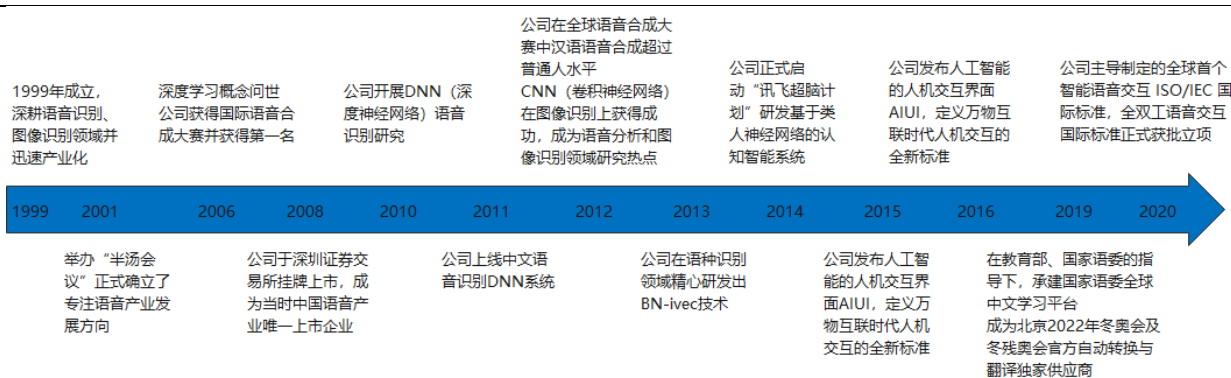 1999年成立，
深耕语音识别、
图像识别领域并
迅速产业化
深度学习概念问世
公司获得国际语音合
成大赛并获得第一名
公司开展DNN（深
度神经网络）语音
识别研究
公司在全球语音合成大
赛中汉语语音合成超过
普通人水平
CNN（卷积神经网络）
在图像识别上获得成
功，成为语音分析和图
像识别领域研究热点
公司正式启
动“讯飞超脑计
划”研发基于类
人神经网络的认
知智能系统
公司发布人工智能
的人机交互界面
AIUI，定义万物互
联时代人机交互的
全新标准
公司主导制定的全球首个
智能语音交互 ISO/IEC 国
际标准，全双工语音交互
国际标准正式获批立项
1999 2001 2006 2008 2010 2011 2012 2013 2014 2015 2016 2019 2020
举办“半汤会
议”正式确立了
专注语音产业发
展方向
公司于深圳证券交
易所挂牌上市，成
为当时中国语音产
业唯一上市企业
公司上线中文语
音识别DNN系统
公司在语种识别
领域精心研发出
BN-ivec技术
公司发布人工智
能的人机交互界
面AIUI，定义万
物互联时代人机
交互的全新标准
在教育部、国家语委的指
导下，承建国家语委全球
中文学习平台
成为北京2022年冬奥会及
冬残奥会官方自动转换与
翻译独家供应商